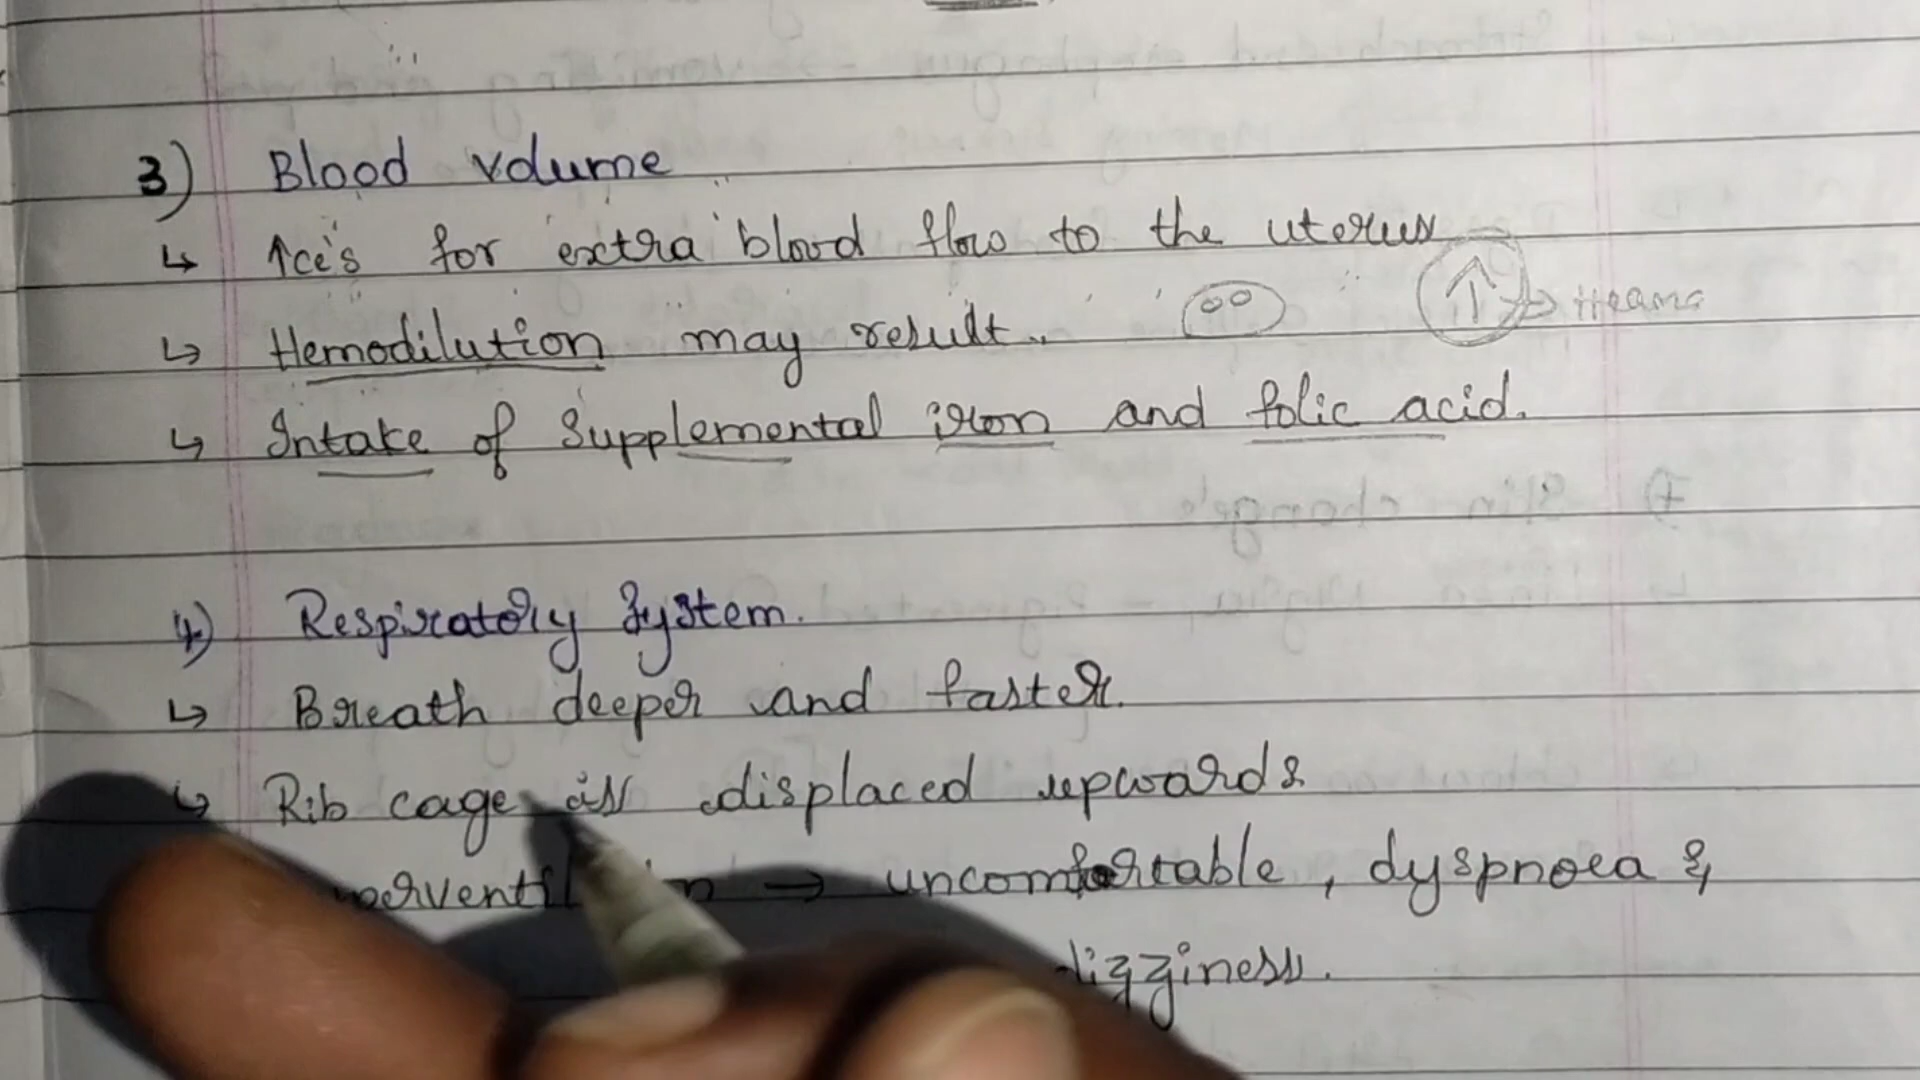 3) Blood volume
↳ ↑ce's for extra blood flow to the uterus
↳ Hemodilution may result.
↳ Intake of Supplemental iron and folic acid.
4) Respiratory System.
↳ Breath deeper and faster.
↳ Rib cage is displaced upwards
→ uncomfortable, dyspnoea &
dizziness.